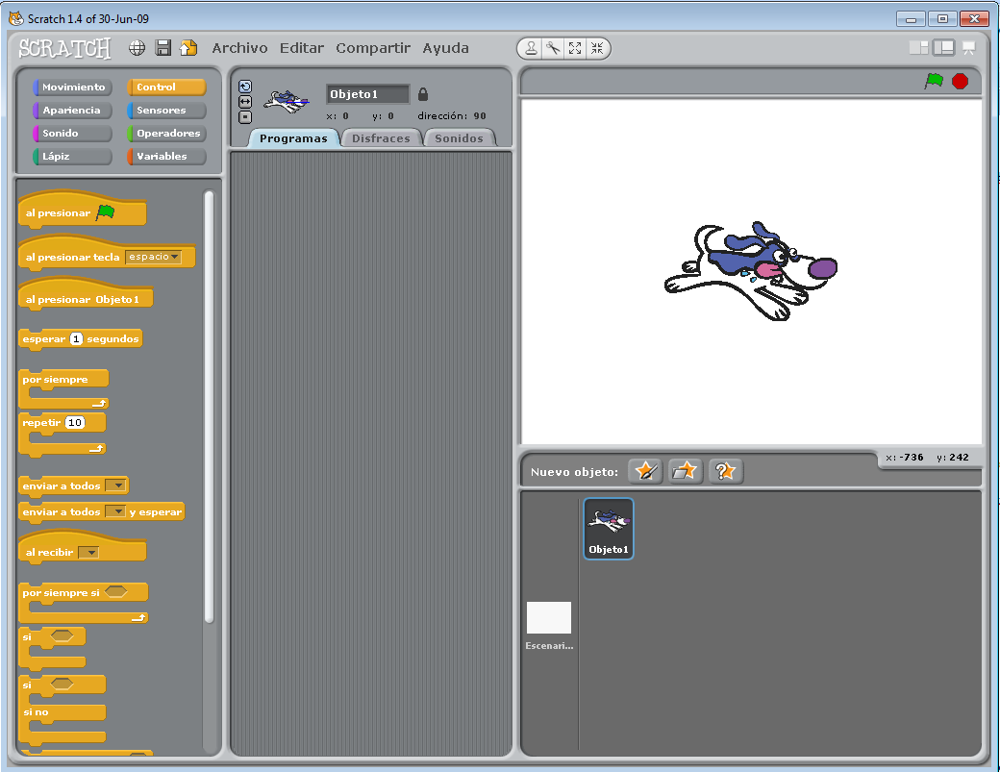 Scratch 1.4 of 30-Jun-09
SCRATCH Archivo Editar Compartir Ayuda
Movimiento Control
Apariencia Sensores
Sonido Operadores
Lápiz Variables
al presionar
al presionar tecla espacio
al presionar Objeto1
esperar 1 segundos
por siempre
repetir 10
enviar a todos
enviar a todos y esperar
al recibir
por siempre si
si
si
si no
Objeto1
x: 0 y: 0 dirección: 90
Programas Disfraces Sonidos
x: -736 y: 242
Nuevo objeto:
Objeto1
Escenari...